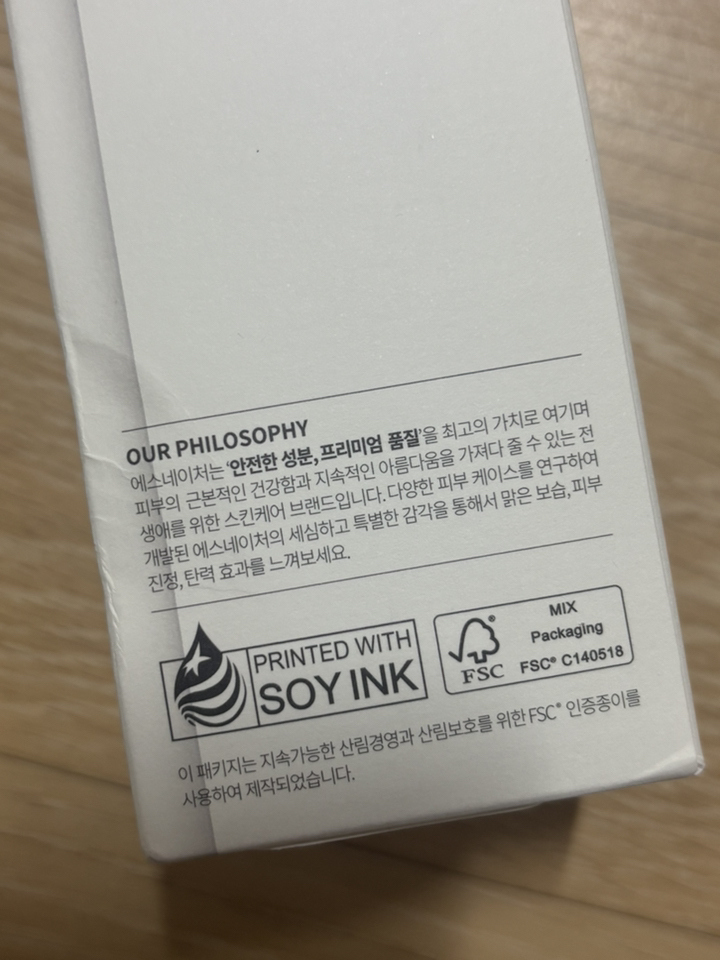 OUR PHILOSOPHY
에스네이처는 '안전한 성분, 프리미엄 품질'을 최고의 가치로 여기며
피부의 근본적인 건강함과 지속적인 아름다움을 가져다 줄 수 있는 전
생애를 위한 스킨케어 브랜드입니다. 다양한 피부 케이스를 연구하여
개발된 에스네이처의 세심하고 특별한 감각을 통해서 맑은 보습, 피부
진정, 탄력 효과를 느껴보세요.
PRINTED WITH
SOY INK
FSC
MIX
Packaging
FSC® C140518
이 패키지는 지속가능한 산림경영과 산림보호를 위한 FSC® 인증종이를
사용하여 제작되었습니다.